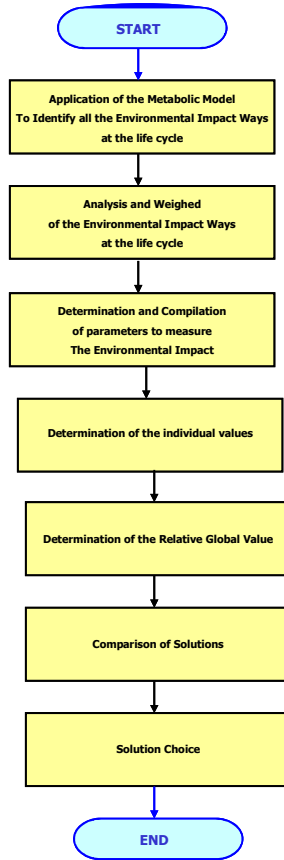 START
Application of the Metabolic Model
To Identify all the Environmental Impact Ways
at the life cycle
Analysis and Weighed
of the Environmental Impact Ways
at the life cycle
Determination and Compilation
of parameters to measure
The Environmental Impact
Determination of the individual values
Determination of the Relative Global Value
Comparison of Solutions
Solution Choice
END